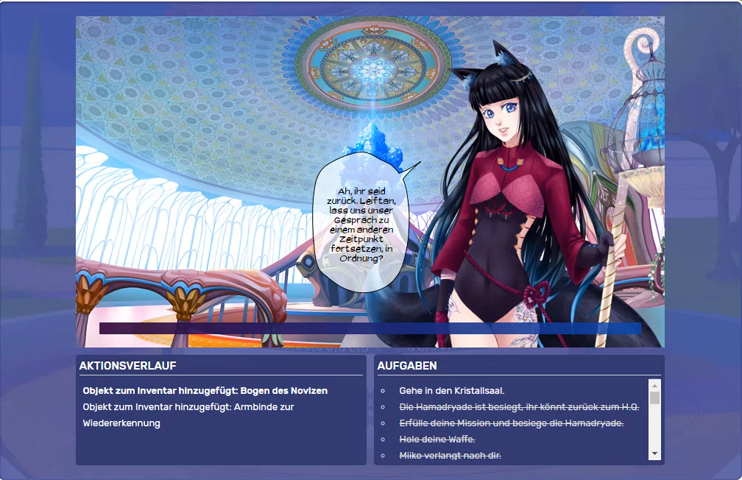 Ah, ihr seid
zurück. Leiftan,
lass uns unser
Gespräch zu
einem anderen
Zeitpunkt
fortsetzen, in
Ordnung?
AKTIONSVERLAUF
Objekt zum Inventar hinzugefügt: Bogen des Novizen
Objekt zum Inventar hinzugefügt: Armbinde zur
Wiedererkennung
AUFGABEN
Gehe in den Kristallsaal.
Die Hamadryade ist besiegt, ihr könnt zurück zum H.Q.
Erfülle deine Mission und besiege die Hamadryade.
Hole deine Waffe.
Miiko verlangt nach dir.